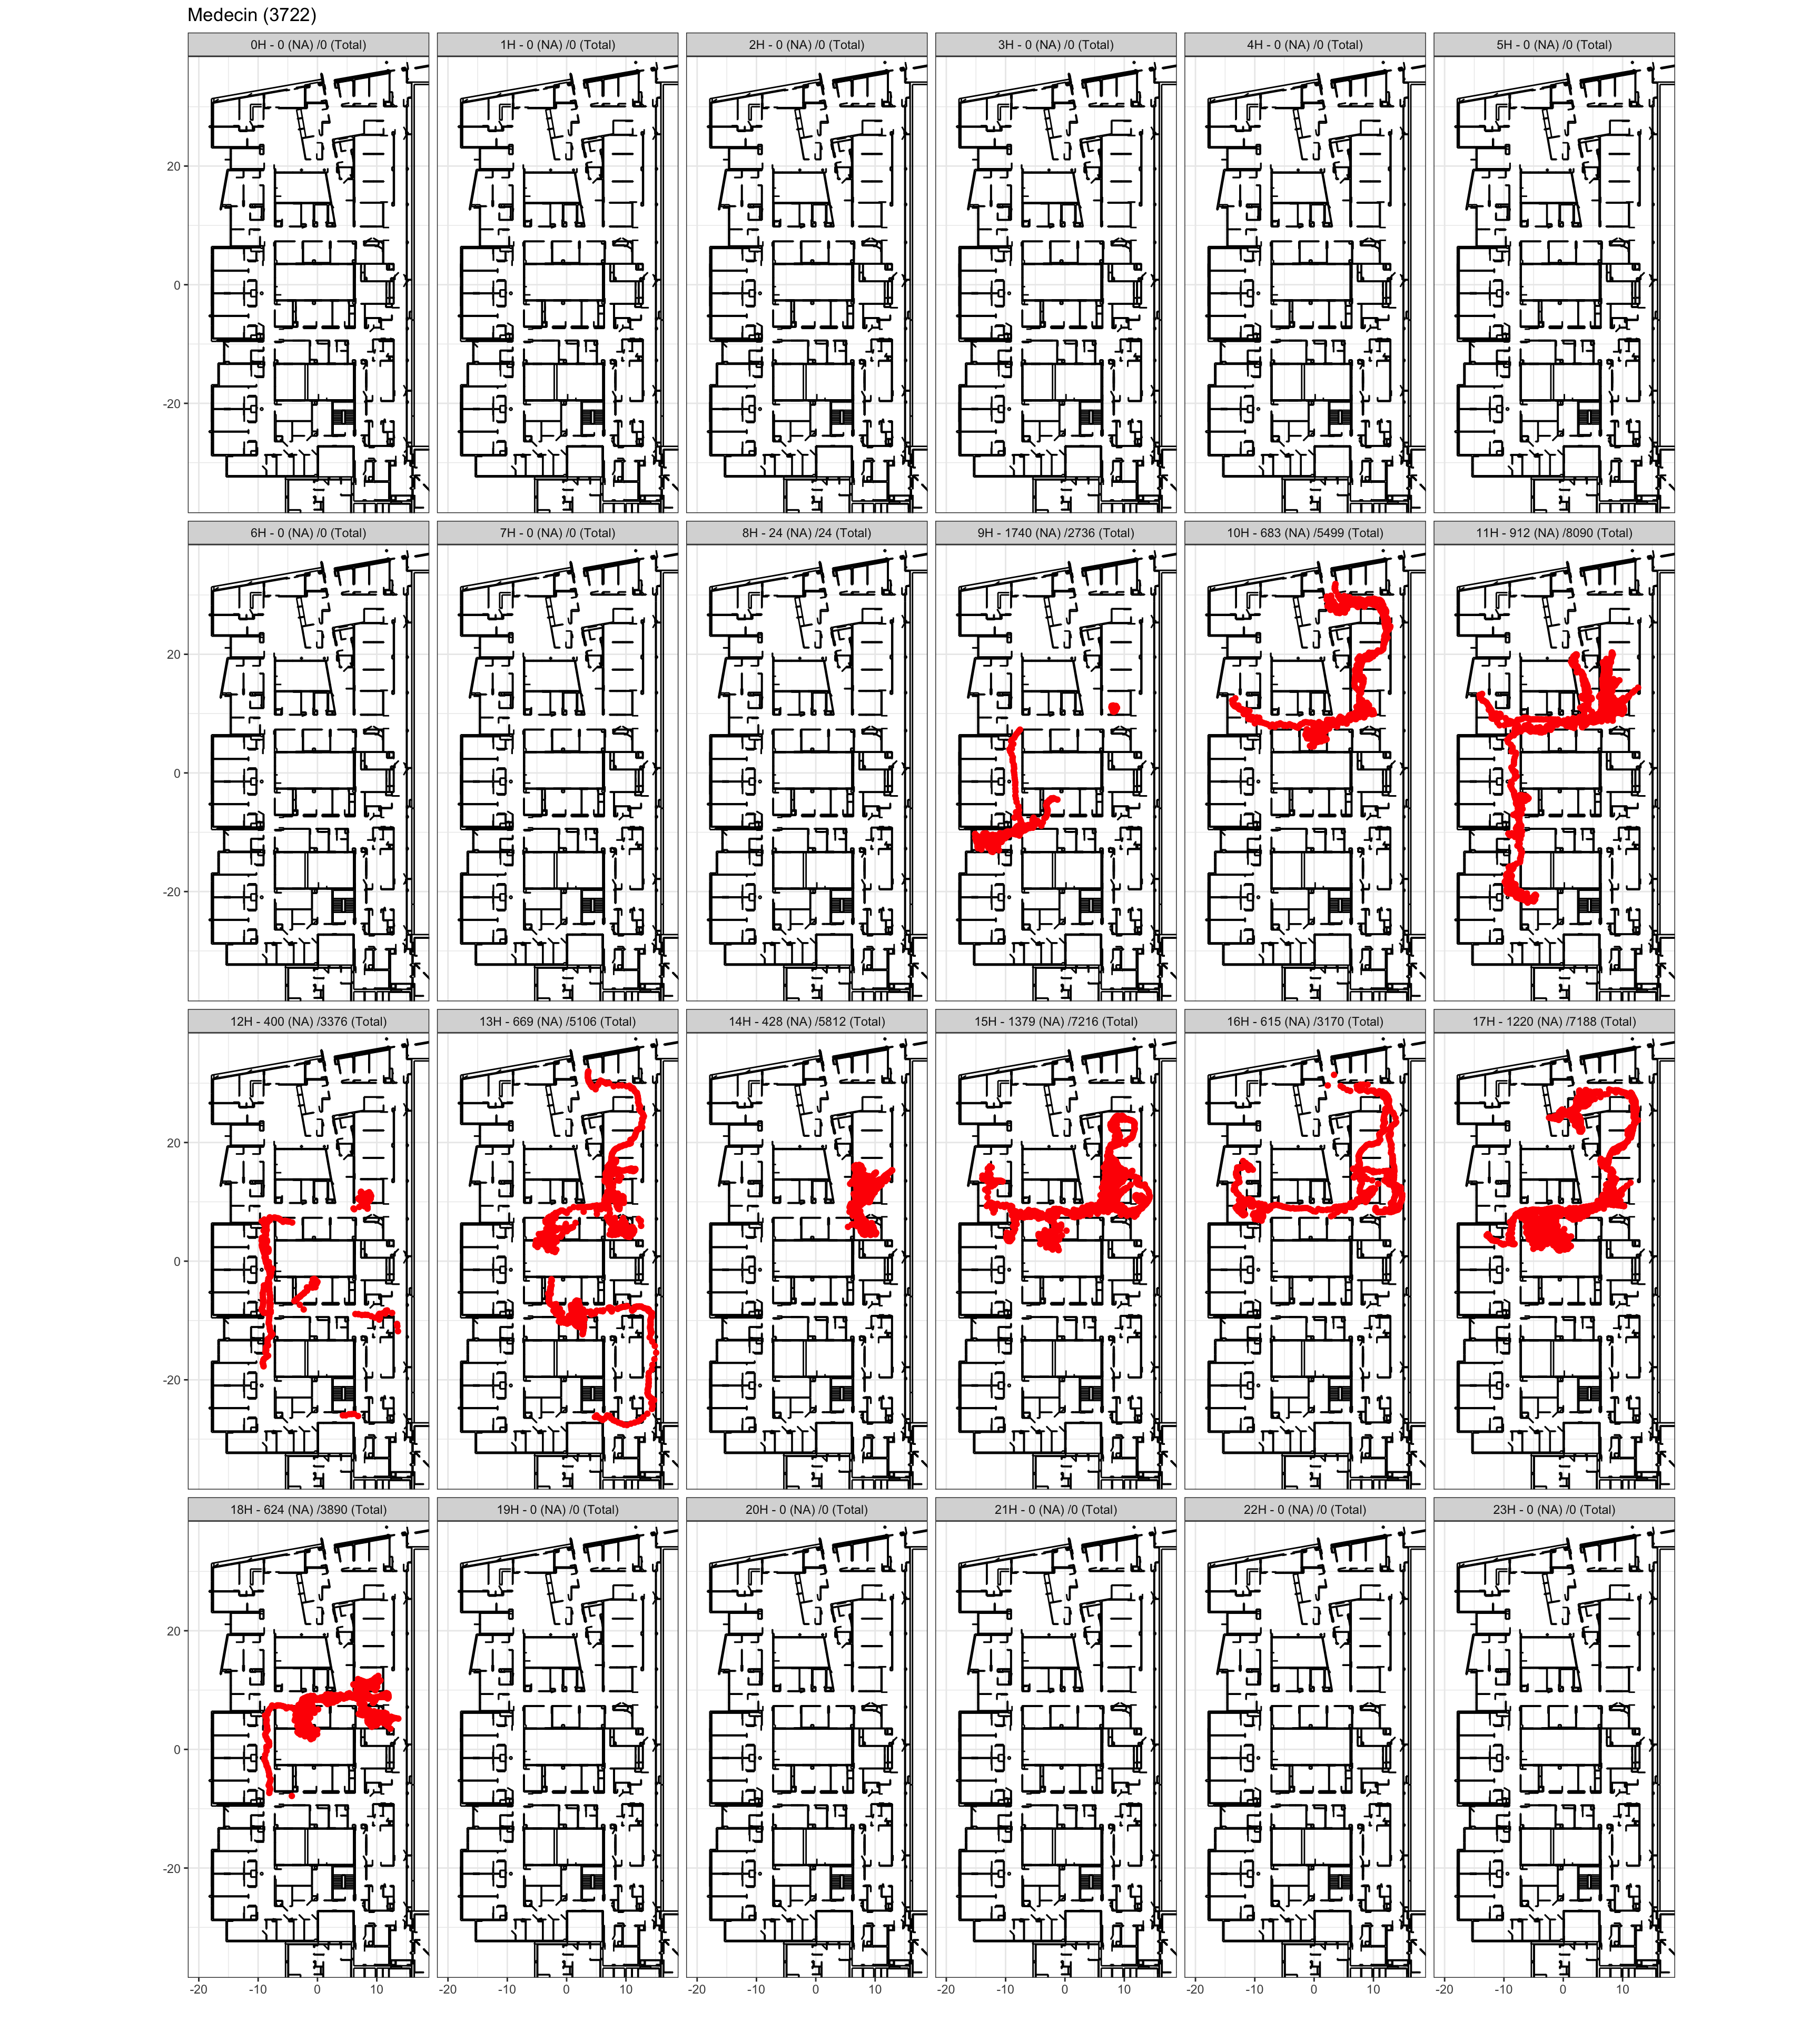 Medecin (3722)
0H - 0 (NA) /0 (Total) 1H - 0 (NA) /0 (Total) 2H - 0 (NA) /0 (Total) 3H - 0 (NA) /0 (Total) 4H - 0 (NA) /0 (Total) 5H - 0 (NA) /0 (Total)
20
0
-20
6H - 0 (NA) /0 (Total) 7H - 0 (NA) /0 (Total) 8H - 24 (NA) /24 (Total) 9H - 1740 (NA) /2736 (Total) 10H - 683 (NA) /5499 (Total) 11H - 912 (NA) /8090 (Total)
20
0
-20
12H - 400 (NA) /3376 (Total) 13H - 669 (NA) /5106 (Total) 14H - 428 (NA) /5812 (Total) 15H - 1379 (NA) /7216 (Total) 16H - 615 (NA) /3170 (Total) 17H - 1220 (NA) /7188 (Total)
20
0
-20
18H - 624 (NA) /3890 (Total) 19H - 0 (NA) /0 (Total) 20H - 0 (NA) /0 (Total) 21H - 0 (NA) /0 (Total) 22H - 0 (NA) /0 (Total) 23H - 0 (NA) /0 (Total)
20
0
-20
-20 -10 0 10 -20 -10 0 10 -20 -10 0 10 -20 -10 0 10 -20 -10 0 10 -20 -10 0 10